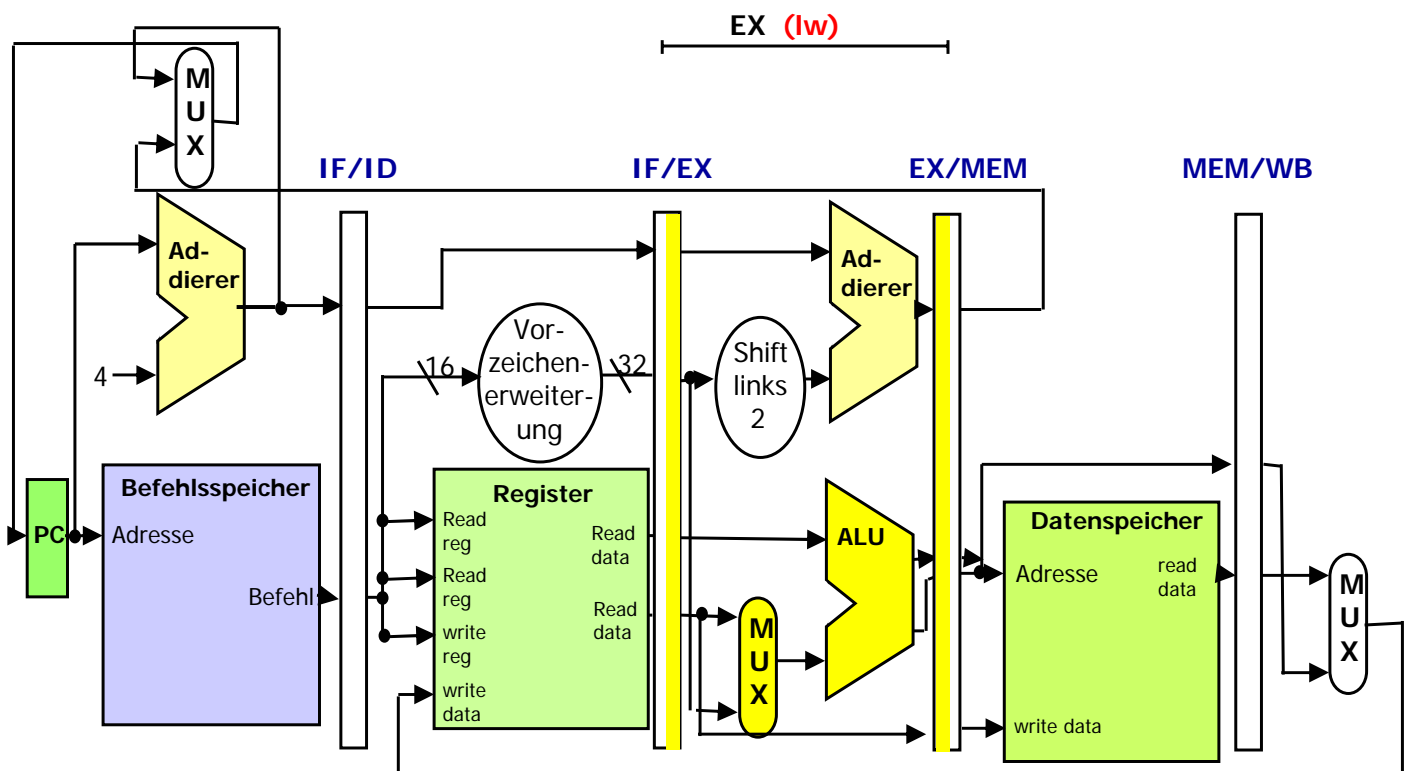 EX (lw)
M
U
X
IF/ID
IF/EX
EX/MEM
MEM/WB
Ad-
dierer
4
16
Vor-
zeichen-
erweiter-
ung
32
Shift
links
2
Ad-
dierer
PC
Befehlsspeicher
Adresse
Befehl
Register
Read
reg
Read
reg
write
reg
write
data
Read
data
Read
data
M
U
X
ALU
Datenspeicher
Adresse
read
data
write data
M
U
X